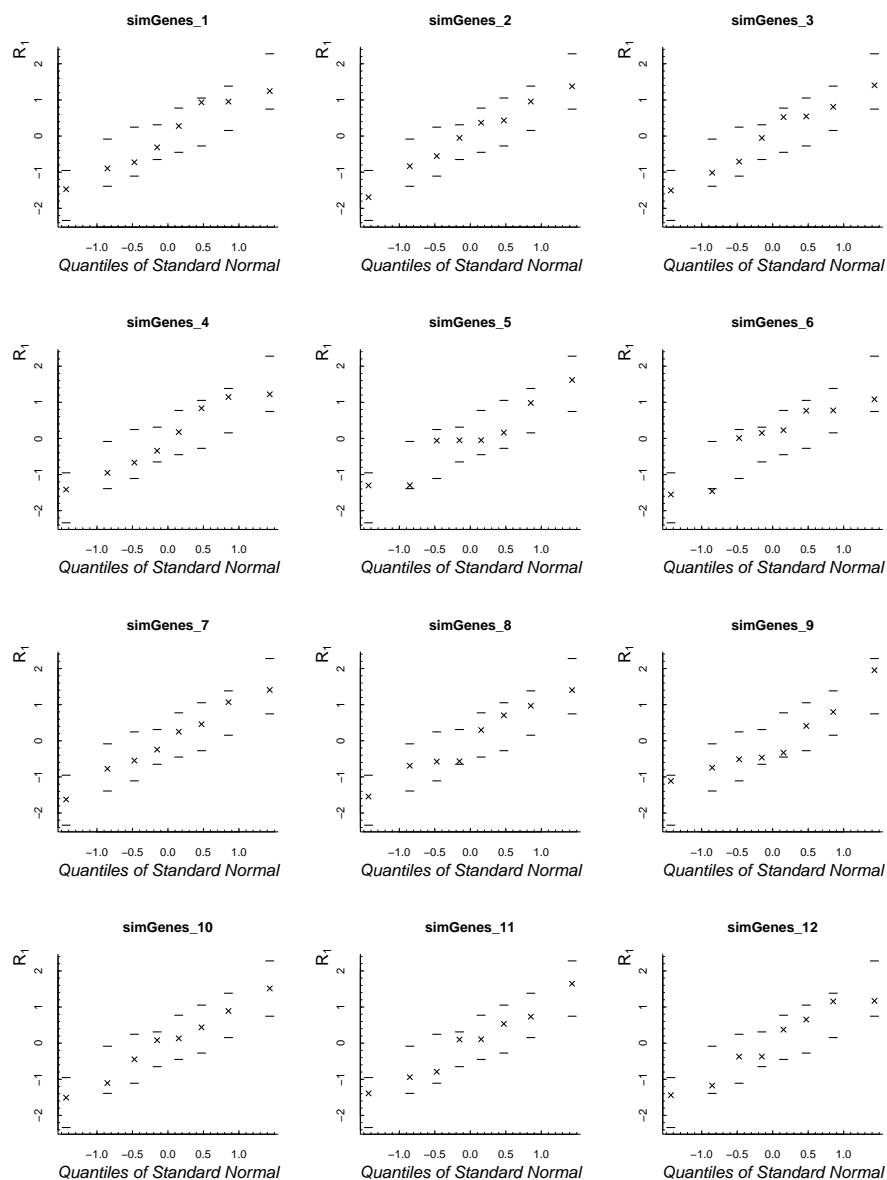 simGenes_1 simGenes_2 simGenes_3
R1 R1 R1
2 2 2
1 1 1
0 0 0
−1 −1 −1
−2 −2 −2
−1.0 −0.5 0.0 0.5 1.0 −1.0 −0.5 0.0 0.5 1.0 −1.0 −0.5 0.0 0.5 1.0
Quantiles of Standard Normal Quantiles of Standard Normal Quantiles of Standard Normal
simGenes_4 simGenes_5 simGenes_6
R1 R1 R1
2 2 2
1 1 1
0 0 0
−1 −1 −1
−2 −2 −2
−1.0 −0.5 0.0 0.5 1.0 −1.0 −0.5 0.0 0.5 1.0 −1.0 −0.5 0.0 0.5 1.0
Quantiles of Standard Normal Quantiles of Standard Normal Quantiles of Standard Normal
simGenes_7 simGenes_8 simGenes_9
R1 R1 R1
2 2 2
1 1 1
0 0 0
−1 −1 −1
−2 −2 −2
−1.0 −0.5 0.0 0.5 1.0 −1.0 −0.5 0.0 0.5 1.0 −1.0 −0.5 0.0 0.5 1.0
Quantiles of Standard Normal Quantiles of Standard Normal Quantiles of Standard Normal
simGenes_10 simGenes_11 simGenes_12
R1 R1 R1
2 2 2
1 1 1
0 0 0
−1 −1 −1
−2 −2 −2
−1.0 −0.5 0.0 0.5 1.0 −1.0 −0.5 0.0 0.5 1.0 −1.0 −0.5 0.0 0.5 1.0
Quantiles of Standard Normal Quantiles of Standard Normal Quantiles of Standard Normal